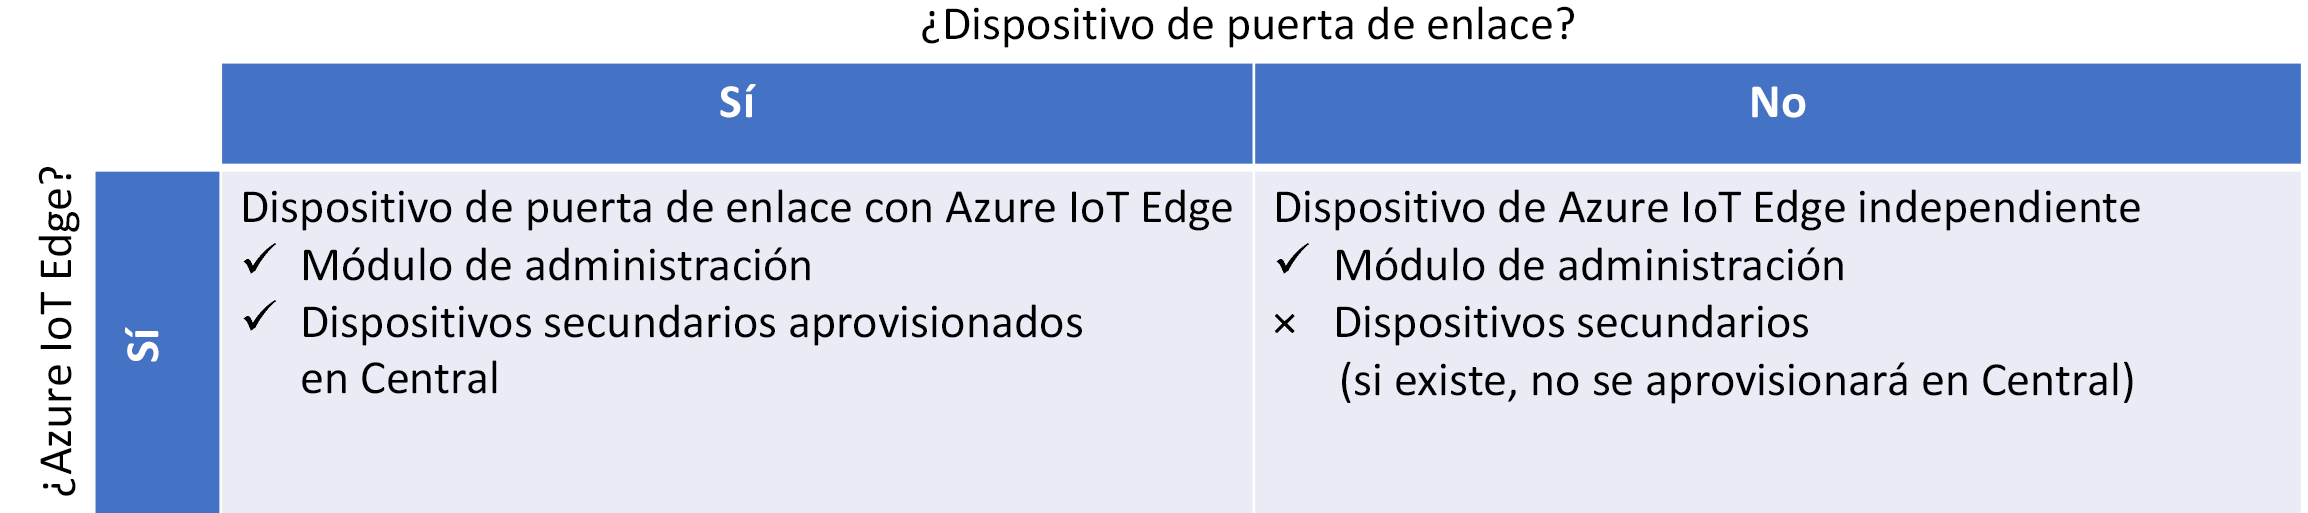 ¿Dispositivo de puerta de enlace?
Sí
No
¿Azure IoT Edge?
Sí
Dispositivo de puerta de enlace con Azure IoT Edge
✓ Módulo de administración
✓ Dispositivos secundarios aprovisionados
en Central
Dispositivo de Azure IoT Edge independiente
✓ Módulo de administración
× Dispositivos secundarios
(si existe, no se aprovisionará en Central)